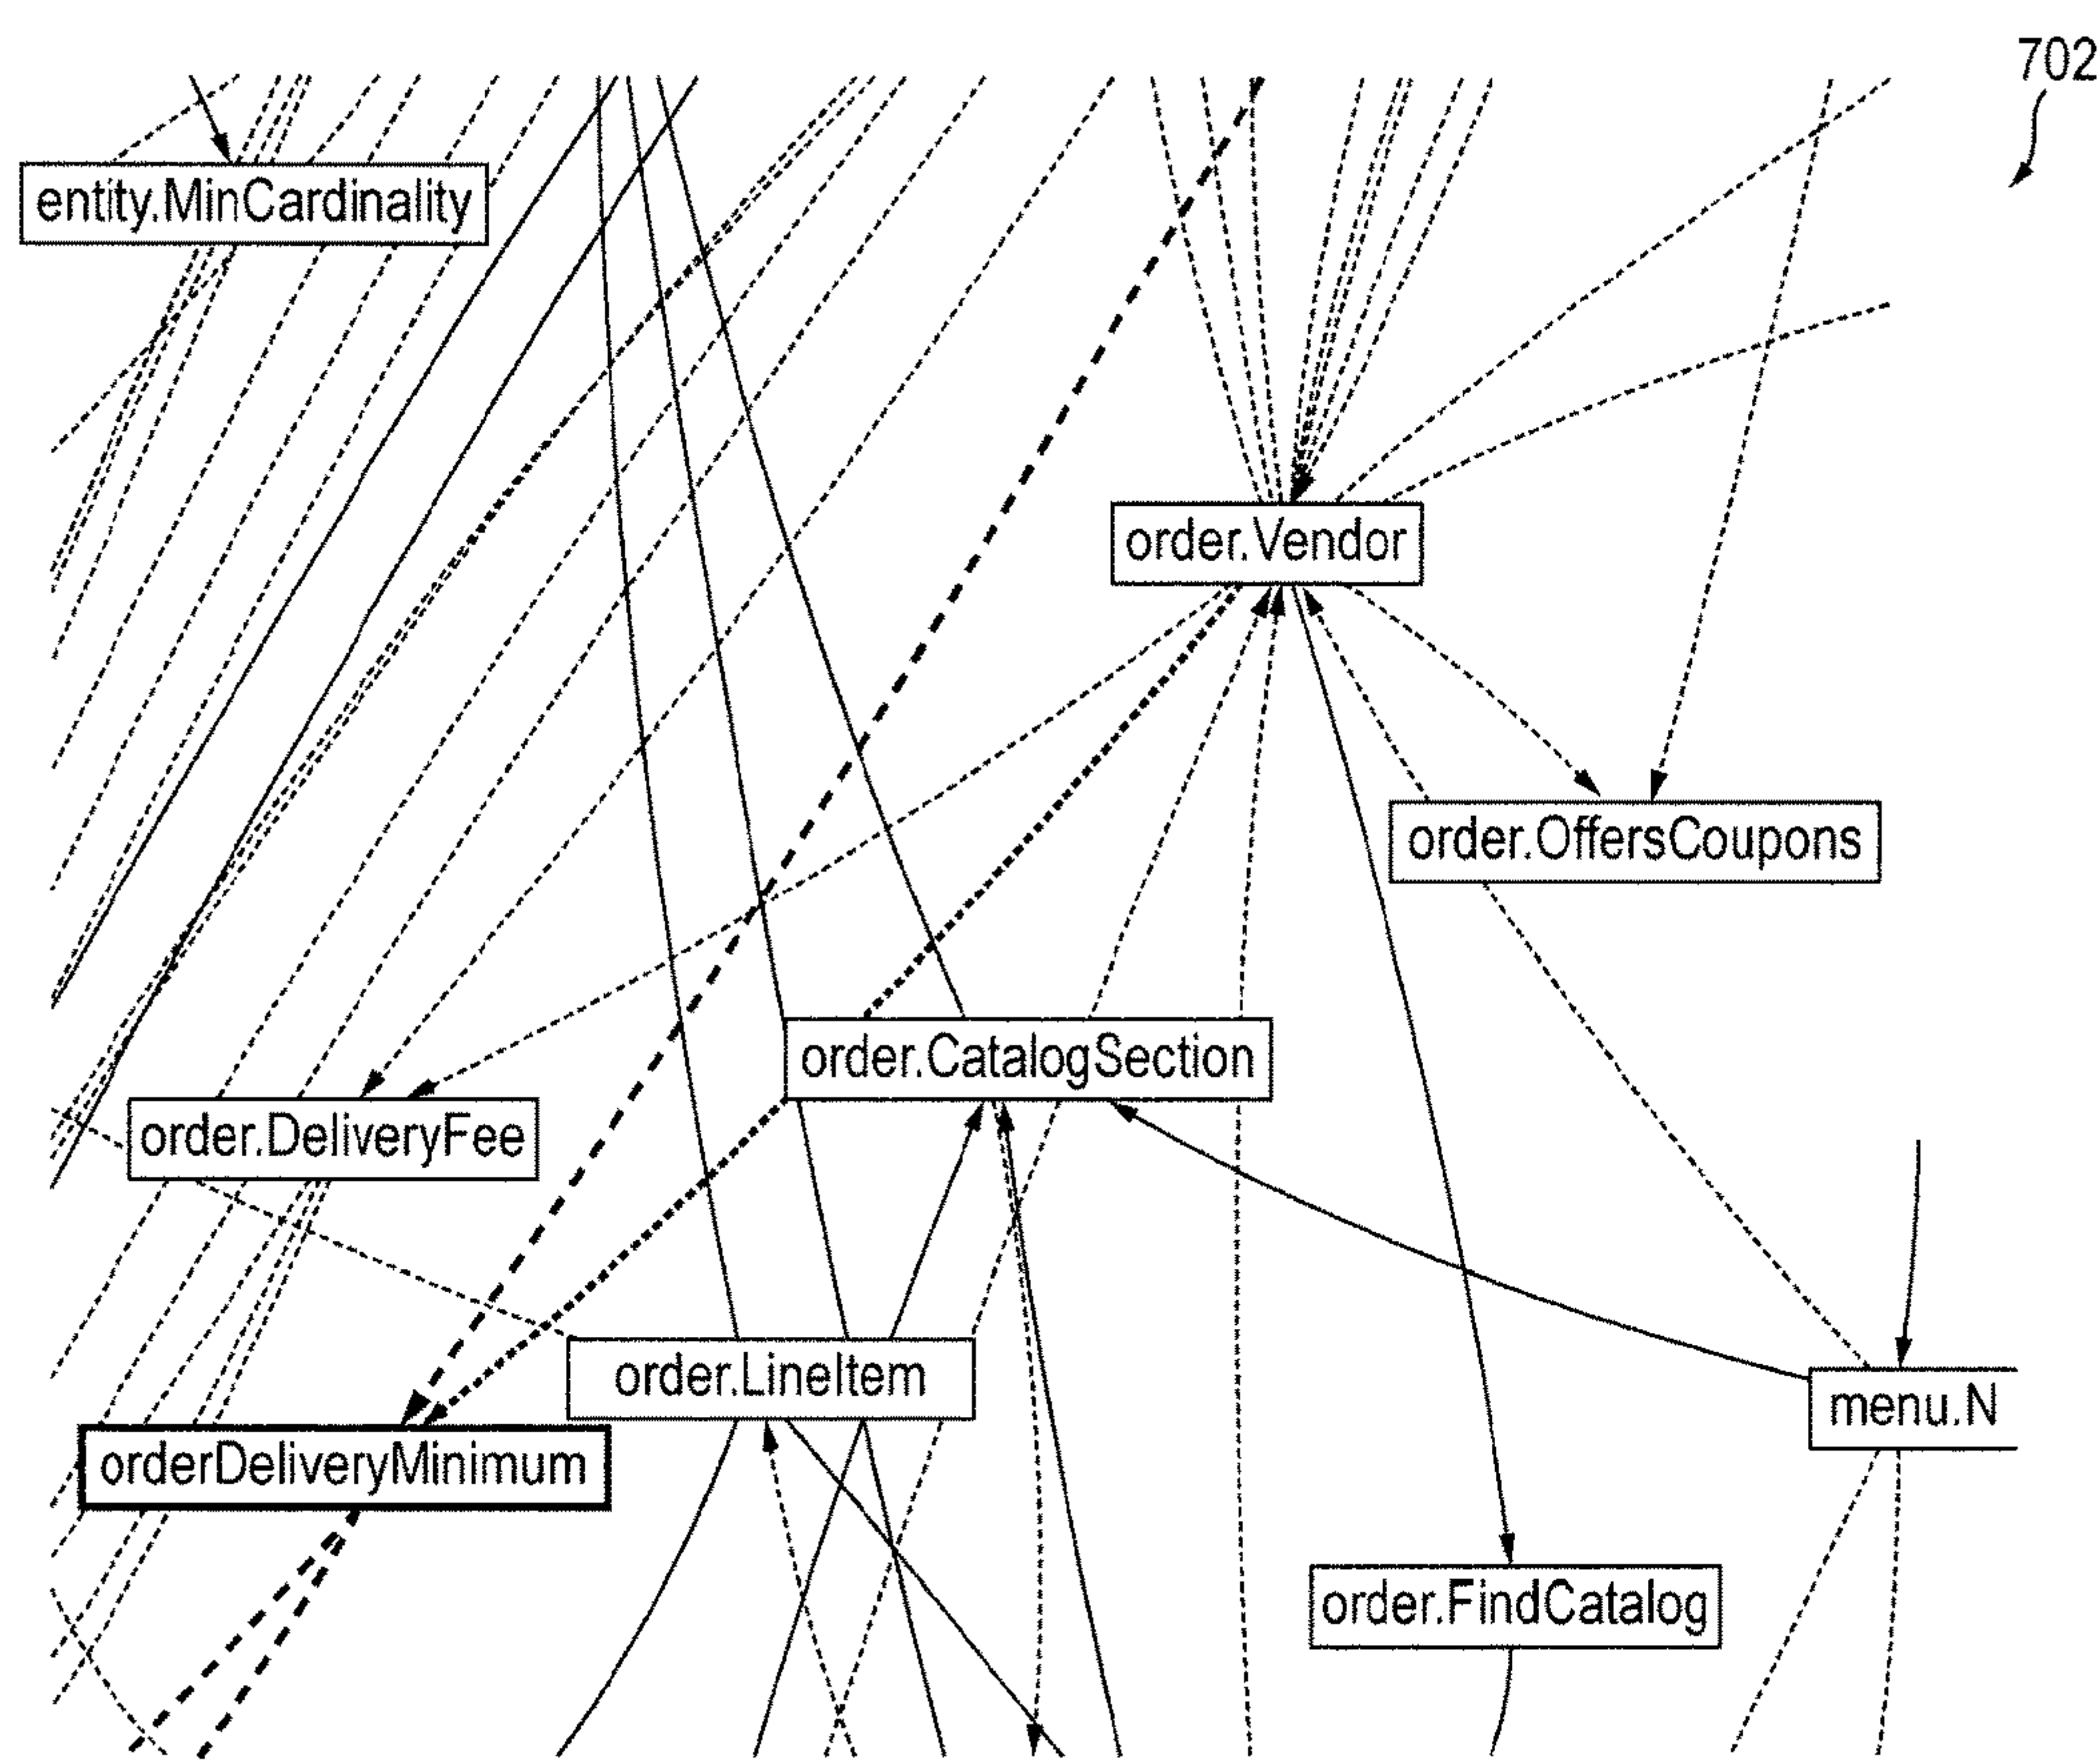 702
entity.MinCardinality
order.Vendor
order.OffersCoupons
order.CatalogSection
order.DeliveryFee
order.LineItem
menu.N
orderDeliveryMinimum
order.FindCatalog